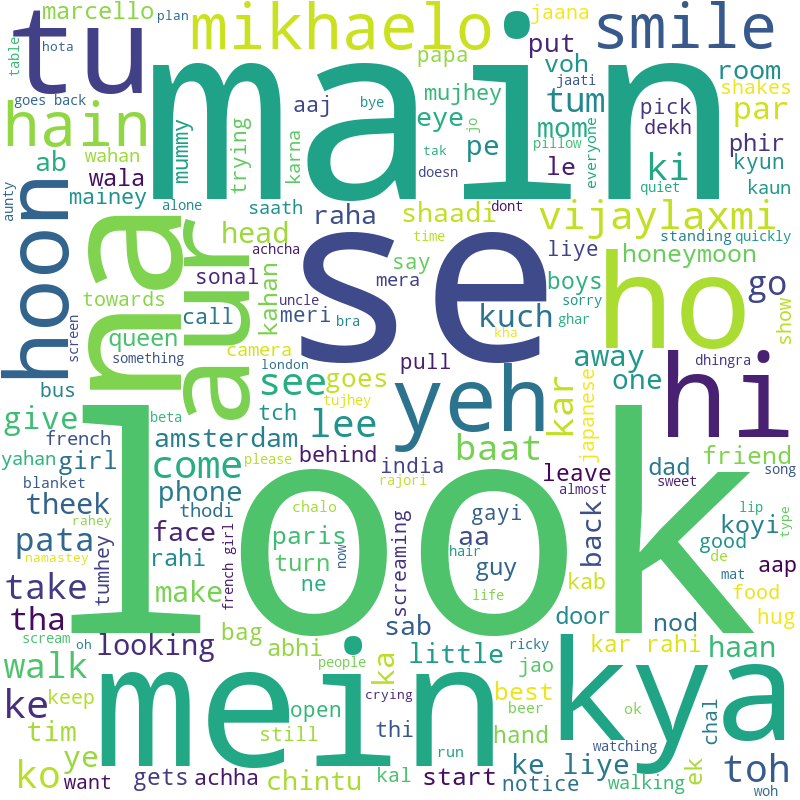 marcello plan jaana smile
tu mikhaelo put voh room
table hota papa jaati shakes
goes back main bye aaj mujhey tum pick par
hain eye jo dekh
mummy trying karna pe mom everyone phir
ab wahan tak pillow ki kyun
wala doesn le quiet kaun
aunty mainey alone saath raha shaadi dont vijaylaxmi
hoon na aur head achcha se time ho standing quickly
kahan say liye honeymoon
sonal mera boys go
towards uncle meri bra kuch sorry ghar show
queen call
screen something camera london pull kha hi dhingra
see goes yeh away
bus tujhey kar one japanese
give look beta tch lee
french amsterdam please behind baat friend
yahan girl come india leave dad song
blanket phone rajori almost sweet
theek thodi chalo gayi lip
rahey face paris aa back koyi type
pata tumhey rahi turn now hair guy good
namastey french girl ne screaming kab de aap
take make life mat food
tha bag sab door nod hug
scream oh looking abhi ka little ricky kar rahi haan
walk people jao
mein crying kya
ke keep open thi best beer ok chal
tim still hand
ye run watching toh
ko want gets achha chintu kal start ke liye notice walking ek woh